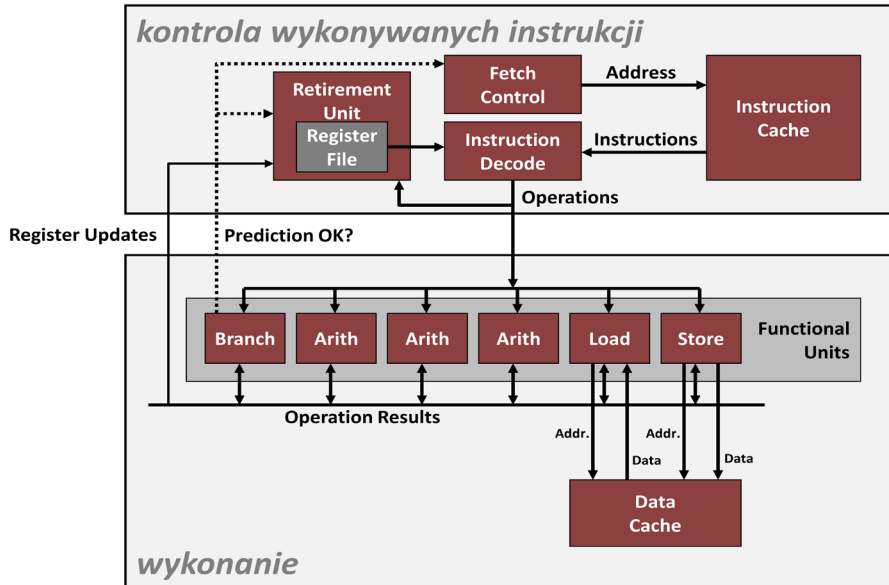 kontrola wykonywanych instrukcji
Retirement
Unit
Register
File
Fetch
Control
Address
Instruction
Cache
Instruction
Decode
Instructions
Operations
Register Updates
Prediction OK?
Branch
Arith
Arith
Arith
Load
Store
Functional
Units
Operation Results
Addr.
Data
Addr.
Data
Data
Cache
wykonanie